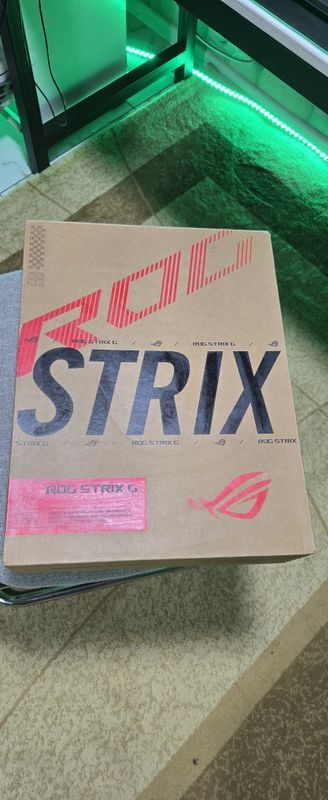 ROG
ROG STRIX G / / ROG STRIX G /
STRIX
STRIX G / / ROG STRIX G / / ROG STRIX
ROG STRIX G